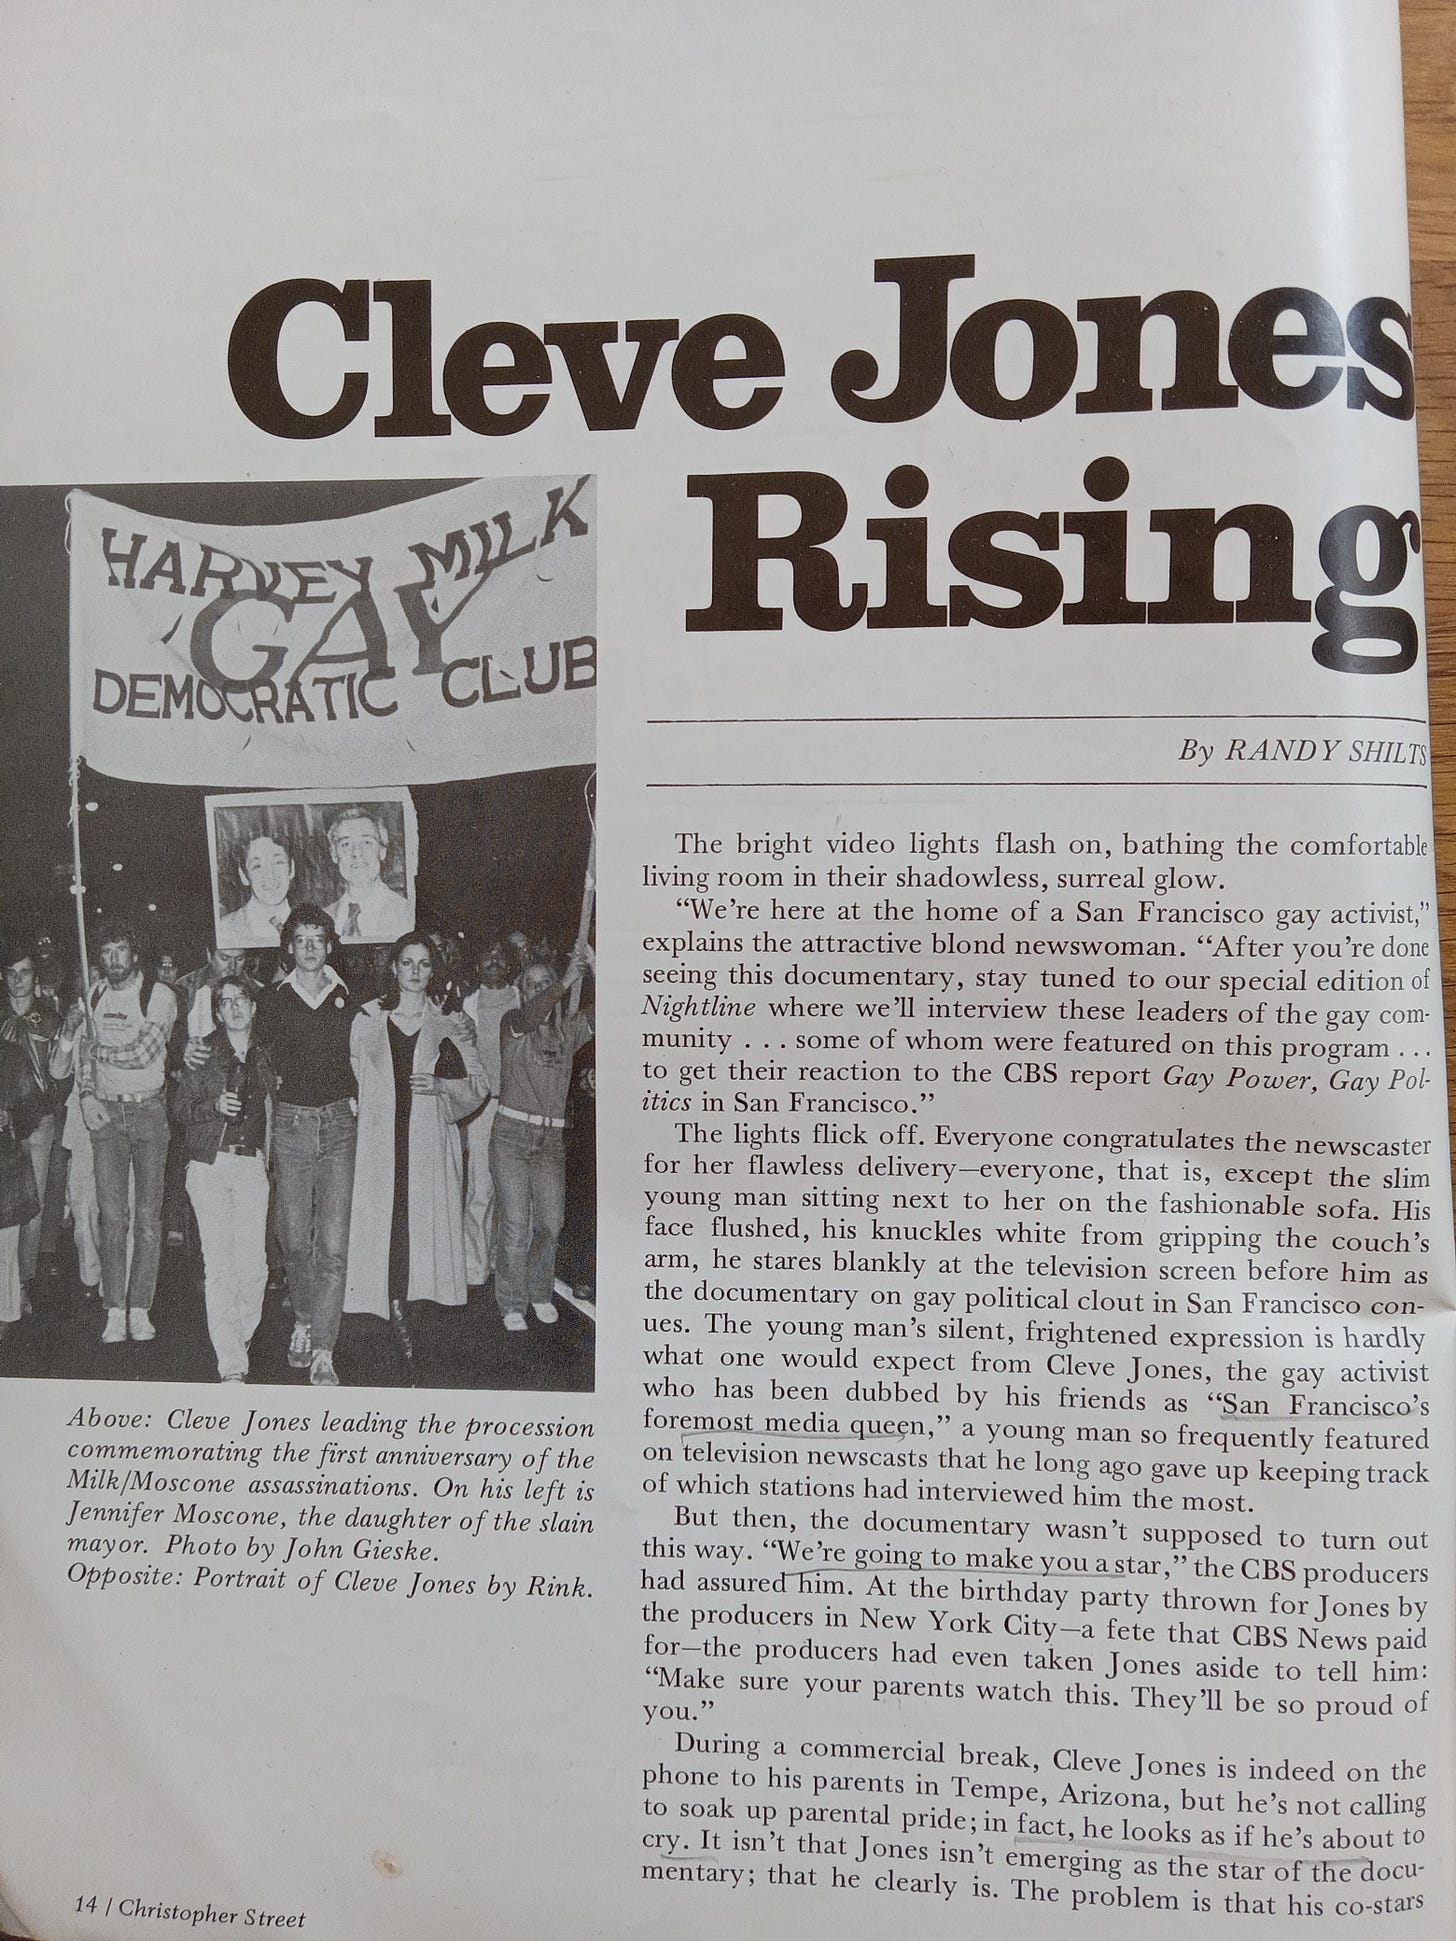 Cleve Jones
Rising
HARVEY MILK
GAY
DEMOCRATIC CLUB
By RANDY SHILTS
Above: Cleve Jones leading the procession
commemorating the first anniversary of the
Milk/Moscone assassinations. On his left is
Jennifer Moscone, the daughter of the slain
mayor. Photo by John Gieske.
Opposite: Portrait of Cleve Jones by Rink.
The bright video lights flash on, bathing the comfortable
living room in their shadowless, surreal glow.
“We’re here at the home of a San Francisco gay activist,”
explains the attractive blond newswoman. “After you’re done
seeing this documentary, stay tuned to our special edition of
Nightline where we’ll interview these leaders of the gay com-
munity . . . some of whom were featured on this program . . .
to get their reaction to the CBS report Gay Power, Gay Pol-
itics in San Francisco.”
The lights flick off. Everyone congratulates the newscaster
for her flawless delivery—everyone, that is, except the slim
young man sitting next to her on the fashionable sofa. His
face flushed, his knuckles white from gripping the couch’s
arm, he stares blankly at the television screen before him as
the documentary on gay political clout in San Francisco con-
ues. The young man’s silent, frightened expression is hardly
what one would expect from Cleve Jones, the gay activist
who has been dubbed by his friends as “San Francisco’s
foremost media queen,” a young man so frequently featured
on television newscasts that he long ago gave up keeping track
of which stations had interviewed him the most.
But then, the documentary wasn’t supposed to turn out
this way. “We’re going to make you a star,” the CBS producers
had assured him. At the birthday party thrown for Jones by
the producers in New York City—a fete that CBS News paid
for—the producers had even taken Jones aside to tell him:
“Make sure your parents watch this. They’ll be so proud of
you.”
During a commercial break, Cleve Jones is indeed on the
phone to his parents in Tempe, Arizona, but he’s not calling
to soak up parental pride; in fact, he looks as if he’s about to
cry. It isn’t that Jones isn’t emerging as the star of the docu-
mentary; that he clearly is. The problem is that his co-stars
14 / Christopher Street